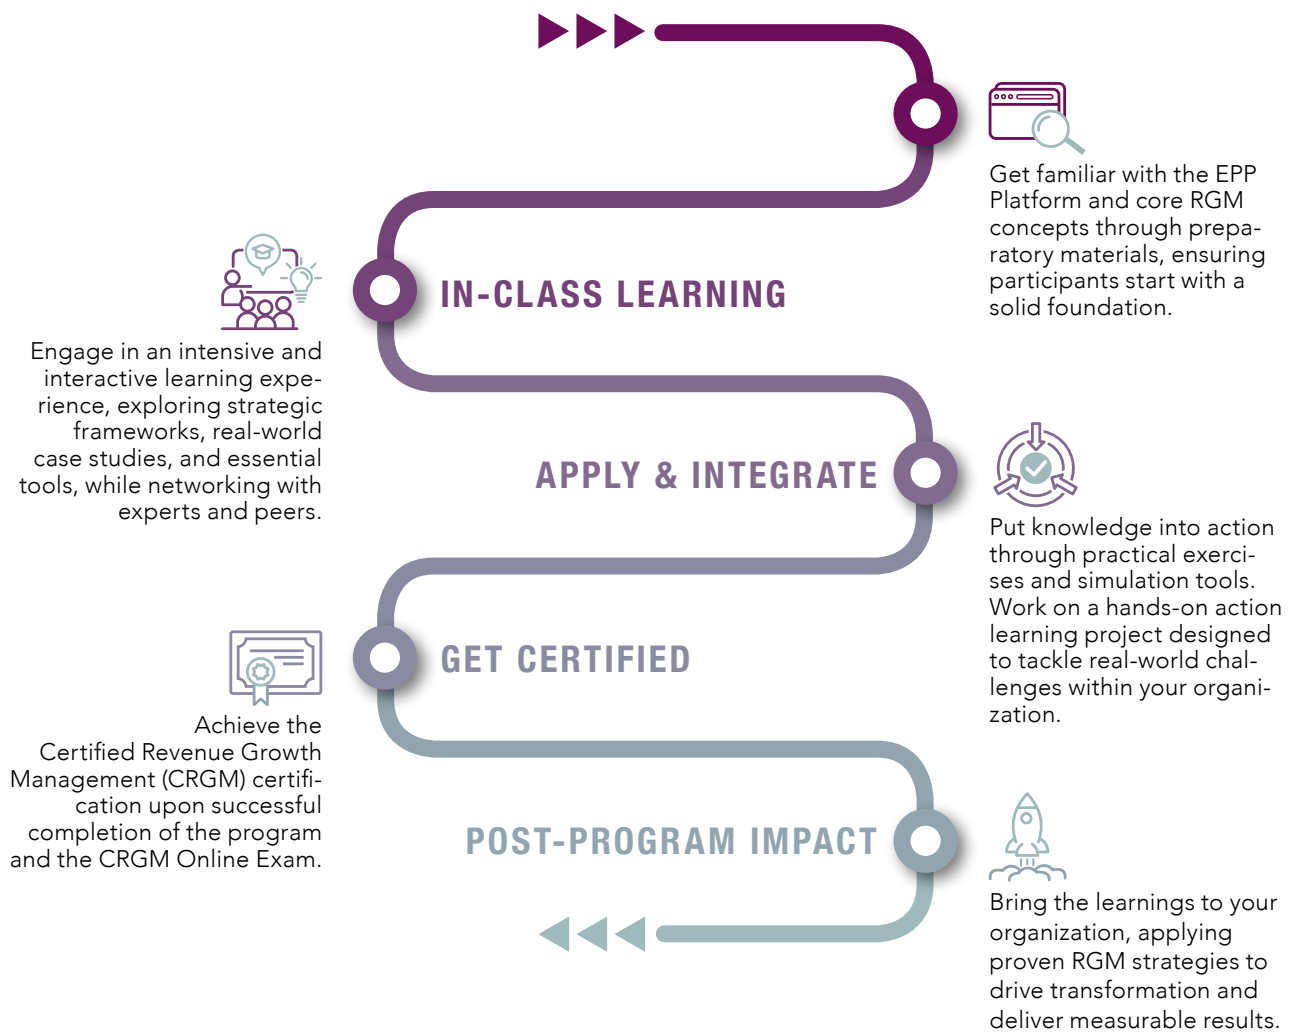 Get familiar with the EPP
Platform and core RGM
concepts through prepa-
ratory materials, ensuring
participants start with a
solid foundation.
IN-CLASS LEARNING
Engage in an intensive and
interactive learning expe-
rience, exploring strategic
frameworks, real-world
case studies, and essential
tools, while networking with
experts and peers.
APPLY & INTEGRATE
Put knowledge into action
through practical exerci-
ses and simulation tools.
Work on a hands-on action
learning project designed
to tackle real-world chal-
lenges within your organi-
zation.
GET CERTIFIED
Achieve the
Certified Revenue Growth
Management (CRGM) certifi-
cation upon successful
completion of the program
and the CRGM Online Exam.
POST-PROGRAM IMPACT
Bring the learnings to your
organization, applying
proven RGM strategies to
drive transformation and
deliver measurable results.